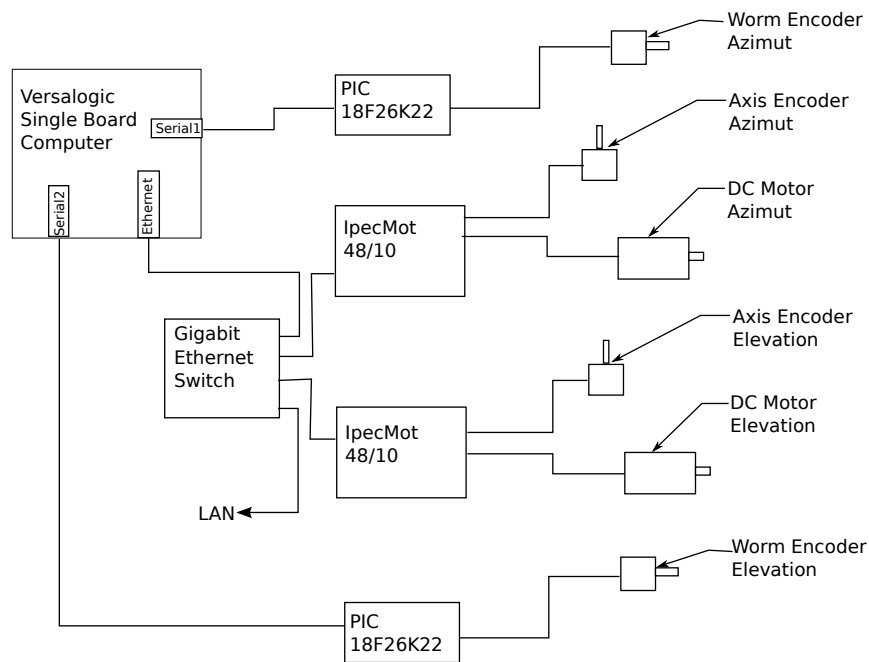 Worm Encoder
Azimut
Versalogic
Single Board
Computer
Serial1
Serial2
Ethernet
PIC
18F26K22
Axis Encoder
Azimut
IpecMot
48/10
DC Motor
Azimut
Gigabit
Ethernet
Switch
Axis Encoder
Elevation
IpecMot
48/10
DC Motor
Elevation
LAN
Worm Encoder
Elevation
PIC
18F26K22